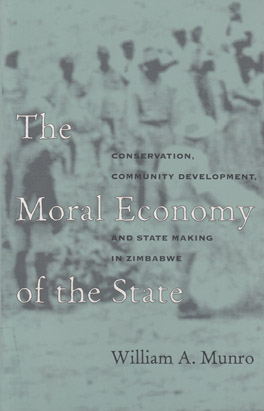 The
CONSERVATION,
COMMUNITY DEVELOPMENT,
Moral Economy
AND STATE MAKING
IN ZIMBABWE
of the State
William A. Munro